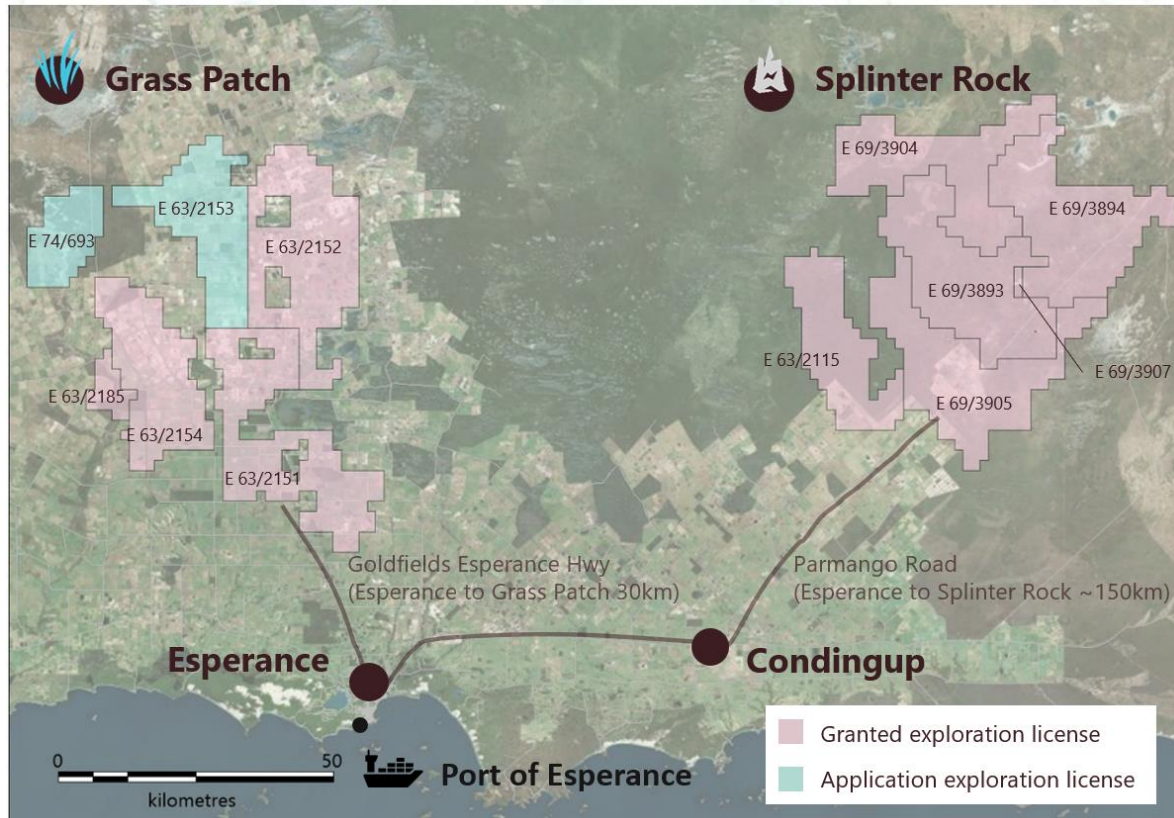 Grass Patch
Splinter Rock
E 69/3904
E 63/2153
E 69/3894
E 74/693
E 63/2152
E 69/3893
E 63/2115
E 69/3907
E 63/2185
E 69/3905
E 63/2154
E 63/2151
Goldfields Esperance Hwy
(Esperance to Grass Patch 30km)
Parmango Road
(Esperance to Splinter Rock ~150km)
Esperance
Condingup
Granted exploration license
Application exploration license
0 50
kilometres
Port of Esperance